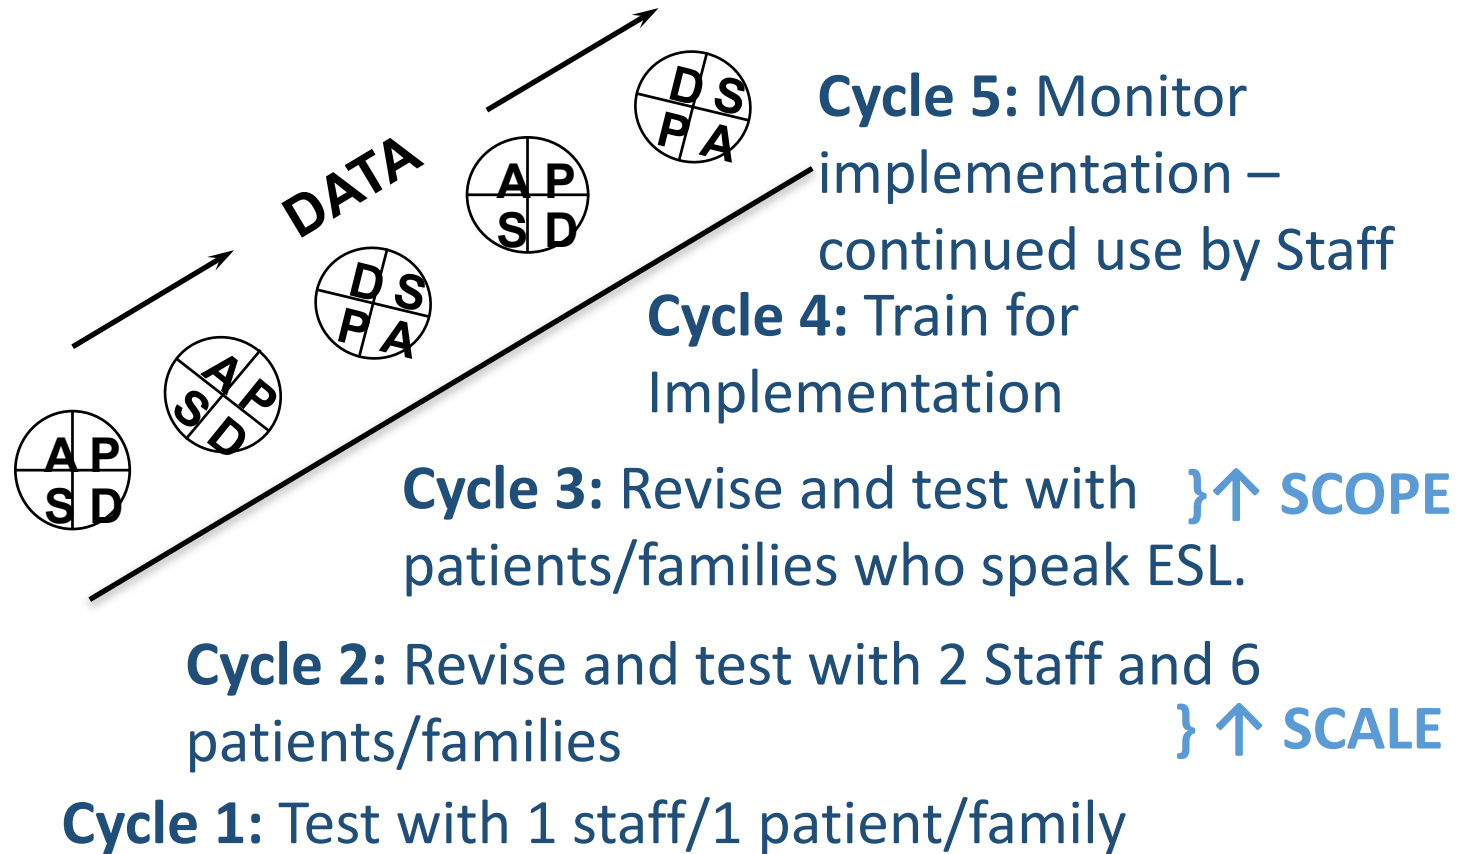 D S
P A
Cycle 5: Monitor
implementation –
continued use by Staff
DATA
A P
S D
D S
P A
Cycle 4: Train for
Implementation
A P
S D
A P
S D
Cycle 3: Revise and test with }↑ SCOPE
patients/families who speak ESL.
Cycle 2: Revise and test with 2 Staff and 6
patients/families } ↑ SCALE
Cycle 1: Test with 1 staff/1 patient/family